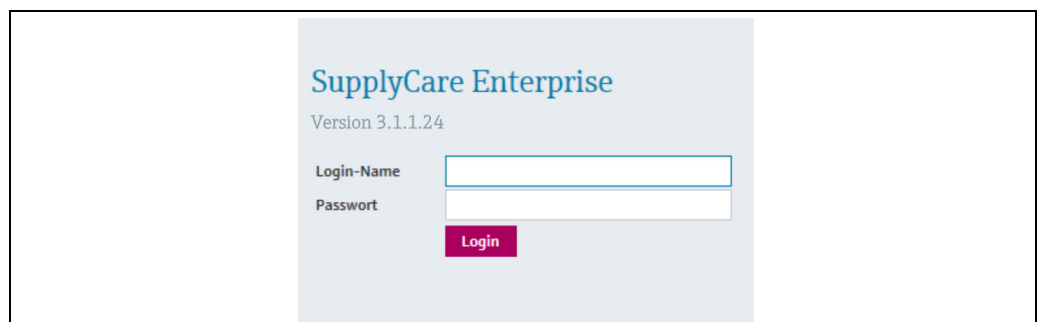 SupplyCare Enterprise
Version 3.1.1.24
Login-Name
Passwort
Login